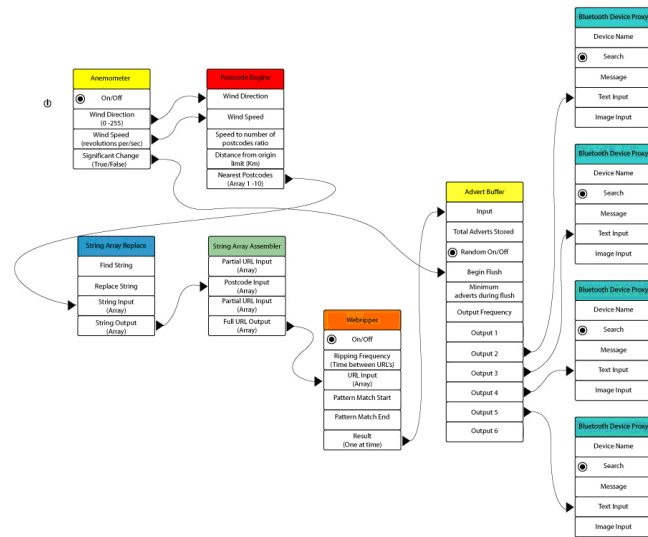 Anemometer
On/Off
Wind Direction
(0 -255)
Wind Speed
(revolutions per/sec)
Significant Change
(True/False)
Postcode Engine
Wind Direction
Wind Speed
Speed to number of
postcodes ratio
Distance from origin
limit (Km)
Nearest Postcodes
(Array 1 -10)
String Array Replace
Find String
Replace String
String Input
(Array)
String Output
(Array)
String Array Assembler
Partial URL Input
(Array)
Postcode Input
(Array)
Partial URL Input
(Array)
Full URL Output
(Array)
Webripper
On/Off
Ripping Frequency
(Time between URL's)
URL Input
(Array)
Pattern Match Start
Pattern Match End
Result
(One at time)
Advert Buffer
Input
Total Adverts Stored
Random On/Off
Begin Flush
Minimum
adverts during flush
Output Frequency
Output 1
Output 2
Output 3
Output 4
Output 5
Output 6
Bluetooth Device Proxy
Device Name
Search
Message
Text Input
Image Input
Bluetooth Device Proxy
Device Name
Search
Message
Text Input
Image Input
Bluetooth Device Proxy
Device Name
Search
Message
Text Input
Image Input
Bluetooth Device Proxy
Device Name
Search
Message
Text Input
Image Input